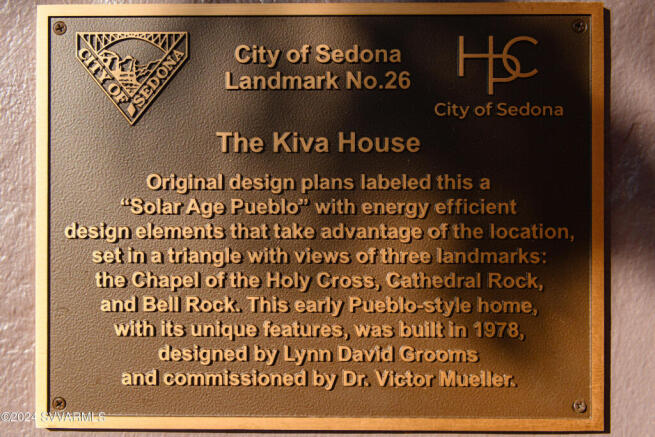 CITY OF SEDONA
City of Sedona
Landmark No.26
HPC
City of Sedona
The Kiva House
Original design plans labeled this a
“Solar Age Pueblo” with energy efficient
design elements that take advantage of the location,
set in a triangle with views of three landmarks:
the Chapel of the Holy Cross, Cathedral Rock,
and Bell Rock. This early Pueblo-style home,
with its unique features, was built in 1978,
designed by Lynn David Grooms
and commissioned by Dr. Victor Mueller.
©2024 SVVARMLS